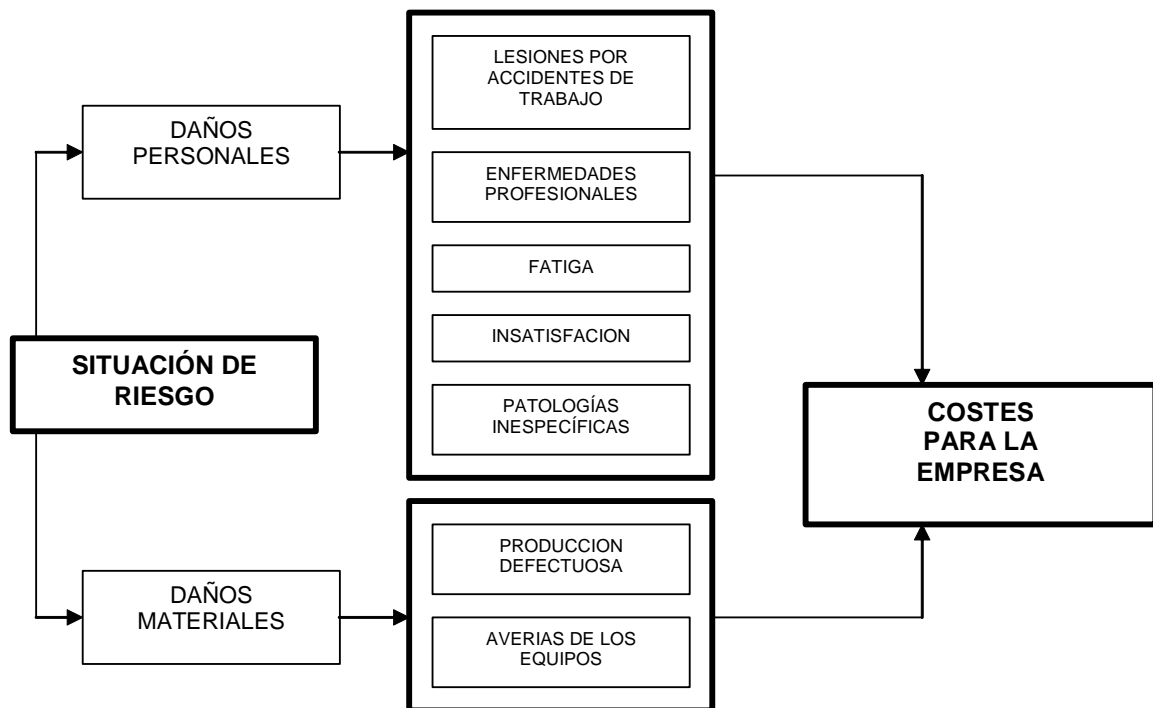 DAÑOS
PERSONALES
LESIONES POR
ACCIDENTES DE
TRABAJO
ENFERMEDADES
PROFESIONALES
FATIGA
INSATISFACION
PATOLOGÍAS
INESPECÍFICAS
SITUACIÓN DE
RIESGO
COSTES
PARA LA
EMPRESA
DAÑOS
MATERIALES
PRODUCCION
DEFECTUOSA
AVERIAS DE LOS
EQUIPOS